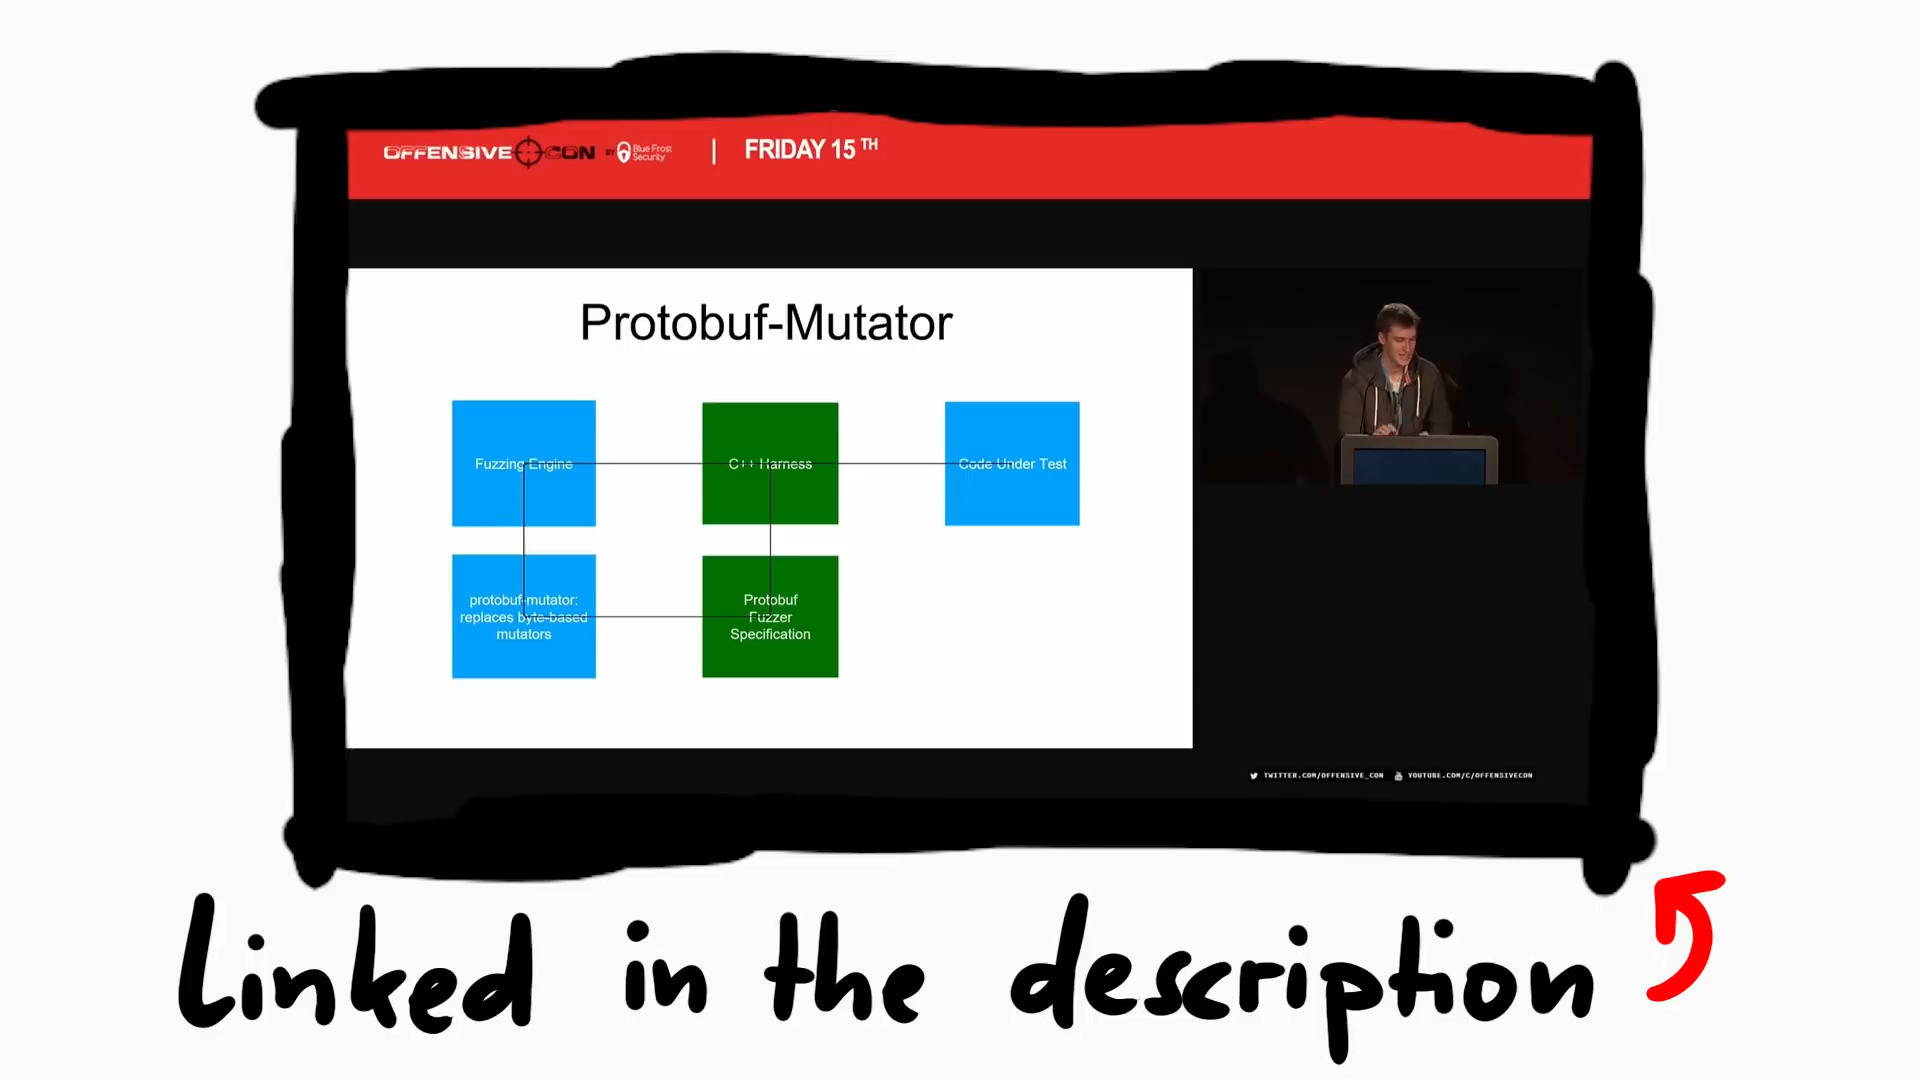 OFFENSIVE CON BY Blue Frost Security | FRIDAY 15 TH
Protobuf-Mutator
Fuzzing Engine
C++ Harness
Code Under Test
protobuf-mutator:
replaces byte-based
mutators
Protobuf
Fuzzer
Specification
TWITTER.COM/OFFENSIVE_CON YOUTUBE.COM/C/OFFENSIVECON
Linked in the description